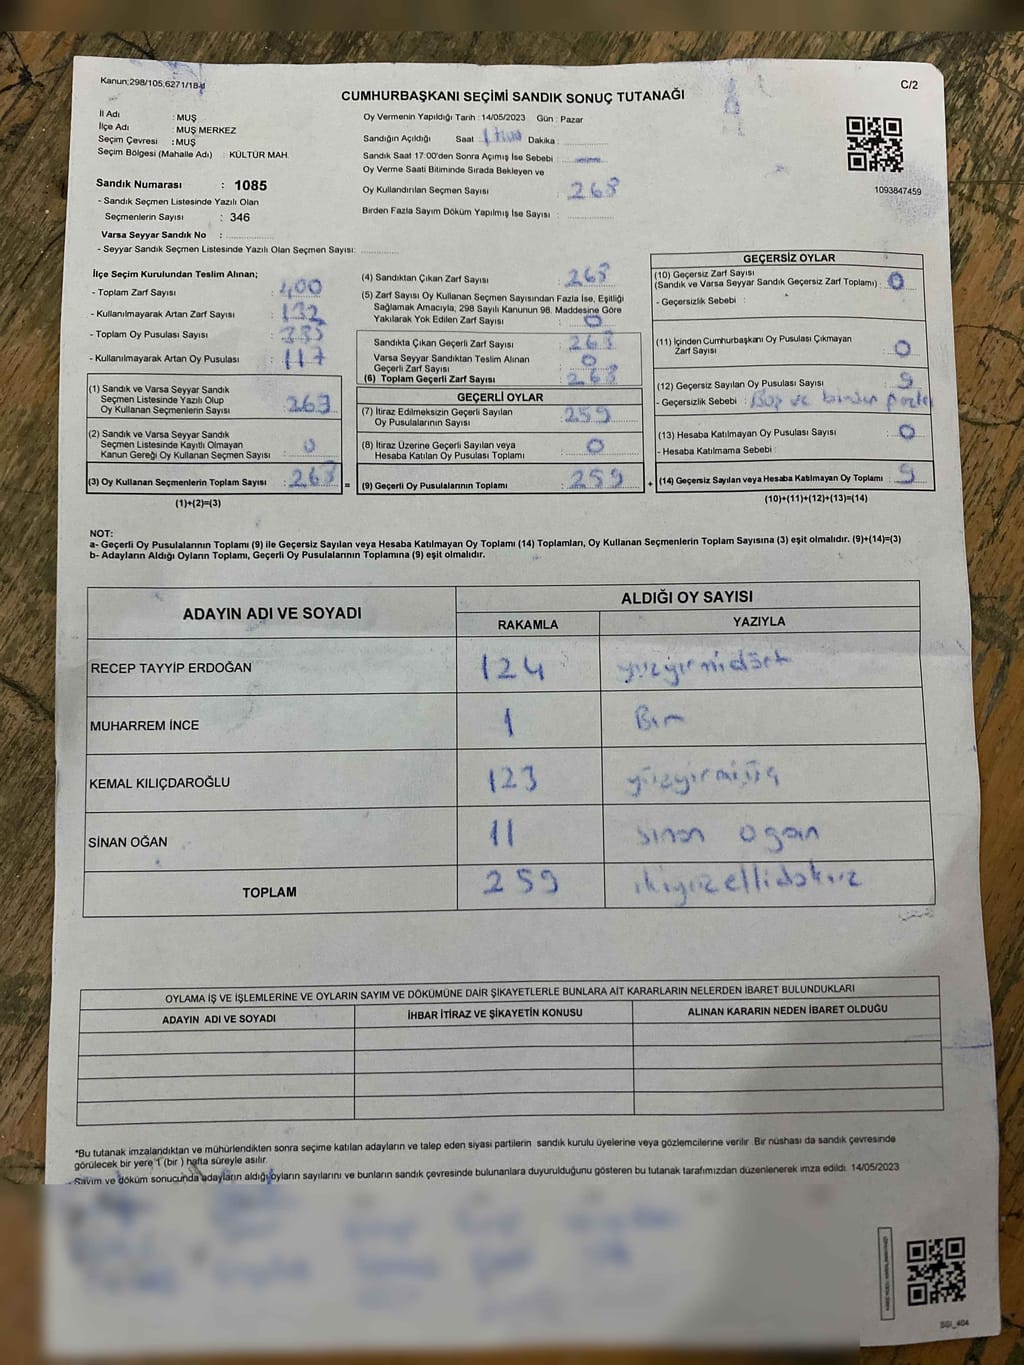 Kanun:298/105,6271/18-d
C/2
CUMHURBAŞKANI SEÇİMİ SANDIK SONUÇ TUTANAĞI
İl Adı : MUŞ
İlçe Adı : MUŞ MERKEZ
Seçim Çevresi : MUŞ
Seçim Bölgesi (Mahalle Adı) : KÜLTÜR MAH.
Sandık Numarası : 1085
- Sandık Seçmen Listesinde Yazılı Olan
Seçmenlerin Sayısı : 346
Varsa Seyyar Sandık No :
- Seyyar Sandık Seçmen Listesinde Yazılı Olan Seçmen Sayısı:
Oy Vermenin Yapıldığı Tarih : 14/05/2023 Gün : Pazar
Sandığın Açıldığı Saat : Dakika :
Sandık Saat 17:00'den Sonra Açımış İse Sebebi :
Oy Verme Saati Bitiminde Sırada Bekleyen ve
Oy Kullandırılan Seçmen Sayısı : 268
Birden Fazla Sayım Döküm Yapılmış İse Sayısı :
1093847459
İlçe Seçim Kurulundan Teslim Alınan;
- Toplam Zarf Sayısı : 400
- Kullanılmayarak Artan Zarf Sayısı : 132
- Toplam Oy Pusulası Sayısı : 385
- Kullanılmayarak Artan Oy Pusulası : 117
(1) Sandık ve Varsa Seyyar Sandık
Seçmen Listesinde Yazılı Olup
Oy Kullanan Seçmenlerin Sayısı : 268
(2) Sandık ve Varsa Seyyar Sandık
Seçmen Listesinde Kayıtlı Olmayan
Kanun Gereği Oy Kullanan Seçmen Sayısı : 0
(3) Oy Kullanan Seçmenlerin Toplam Sayısı : 268 =
(1)+(2)=(3)
(4) Sandıktan Çıkan Zarf Sayısı : 268
(5) Zarf Sayısı Oy Kullanan Seçmen Sayısından Fazla İse, Eşitliği
Sağlamak Amacıyla, 298 Sayılı Kanunun 98. Maddesine Göre
Yakılarak Yok Edilen Zarf Sayısı : 0
Sandıkta Çıkan Geçerli Zarf Sayısı : 268
Varsa Seyyar Sandıktan Teslim Alınan
Geçerli Zarf Sayısı : 0
(6) Toplam Geçerli Zarf Sayısı : 268
GEÇERLİ OYLAR
(7) İtiraz Edilmeksizin Geçerli Sayılan
Oy Pusulalarının Sayısı : 259
(8) İtiraz Üzerine Geçerli Sayılan veya
Hesaba Katılan Oy Pusulası Toplamı : 0
(9) Geçerli Oy Pusulalarının Toplamı : 259 +
GEÇERSİZ OYLAR
(10) Geçersiz Zarf Sayısı
(Sandık ve Varsa Seyyar Sandık Geçersiz Zarf Toplamı) : 0
- Geçersizlik Sebebi :
(11) İçinden Cumhurbaşkanı Oy Pusulası Çıkmayan
Zarf Sayısı : 0
(12) Geçersiz Sayılan Oy Pusulası Sayısı : 9
- Geçersizlik Sebebi : Boş ve birden fazla
(13) Hesaba Katılmayan Oy Pusulası Sayısı : 0
- Hesaba Katılmama Sebebi :
(14) Geçersiz Sayılan veya Hesaba Katılmayan Oy Toplamı : 9
(10)+(11)+(12)+(13)=(14)
NOT:
a- Geçerli Oy Pusulalarının Toplamı (9) ile Geçersiz Sayılan veya Hesaba Katılmayan Oy Toplamı (14) Toplamları, Oy Kullanan Seçmenlerin Toplam Sayısına (3) eşit olmalıdır. (9)+(14)=(3)
b- Adayların Aldığı Oyların Toplamı, Geçerli Oy Pusulalarının Toplamına (9) eşit olmalıdır.
ADAYIN ADI VE SOYADI ALDIĞI OY SAYISI
RAKAMLA YAZIYLA
RECEP TAYYİP ERDOĞAN 124 yüzyirmidört
MUHARREM İNCE 1 Bir
KEMAL KILIÇDAROĞLU 123 yüzyirmiüç
SİNAN OĞAN 11 sinan ogan
TOPLAM 259 ikiyüzellidokuz
OYLAMA İŞ VE İŞLEMLERİNE VE OYLARIN SAYIM VE DÖKÜMÜNE DAİR ŞİKAYETLERLE BUNLARA AİT KARARLARIN NELERDEN İBARET BULUNDUKLARI
ADAYIN ADI VE SOYADI İHBAR İTİRAZ VE ŞİKAYETİN KONUSU ALINAN KARARIN NEDEN İBARET OLDUĞU
*Bu tutanak imzalandıktan ve mühürlendikten sonra seçime katılan adayların ve talep eden siyasi partilerin sandık kurulu üyelerine veya gözlemcilerine verilir. Bir nüshası da sandık çevresinde
görülecek bir yere 1 (bir) hafta süreyle asılır.
- Sayım ve döküm sonucunda adayların aldığı oyların sayılarını ve bunların sandık çevresinde bulunanlara duyurulduğunu gösteren bu tutanak tarafımızdan düzenlenerek imza edildi. 14/05/2023
SGI_404